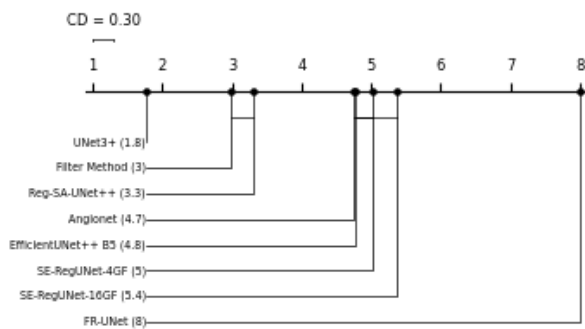 CD = 0.30
1 2 3 4 5 6 7 8
UNet3+ (1.8)
Filter Method (3)
Reg-SA-UNet++ (3.3)
Angionet (4.7)
EfficientUNet++ B5 (4.8)
SE-RegUNet-4GF (5)
SE-RegUNet-16GF (5.4)
FR-UNet (8)